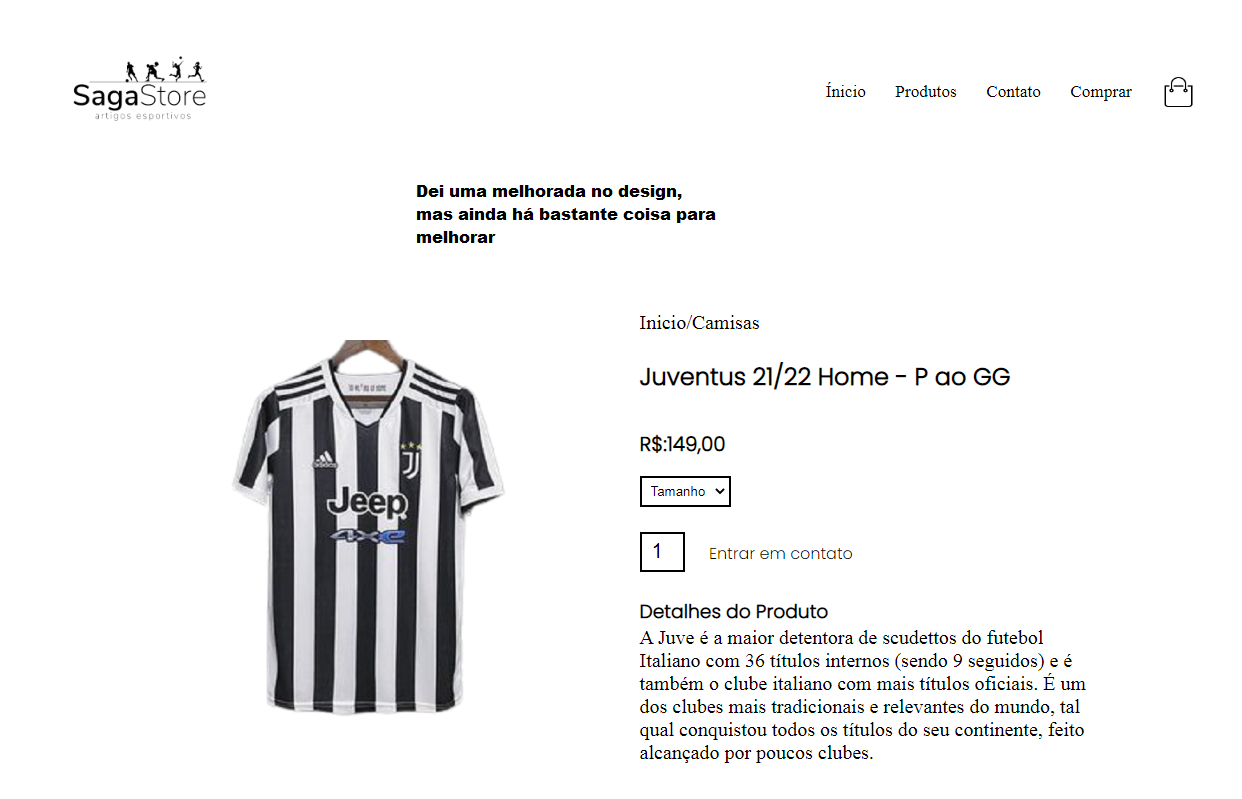 SagaStore
artigos esportivos
Ínicio Produtos Contato Comprar
Dei uma melhorada no design,
mas ainda há bastante coisa para
melhorar
Inicio/Camisas
Juventus 21/22 Home - P ao GG
R$:149,00
Tamanho
1 Entrar em contato
Detalhes do Produto
A Juve é a maior detentora de scudettos do futebol
Italiano com 36 títulos internos (sendo 9 seguidos) e é
também o clube italiano com mais títulos oficiais. É um
dos clubes mais tradicionais e relevantes do mundo, tal
qual conquistou todos os títulos do seu continente, feito
alcançado por poucos clubes.
adidas
Jeep
4xe